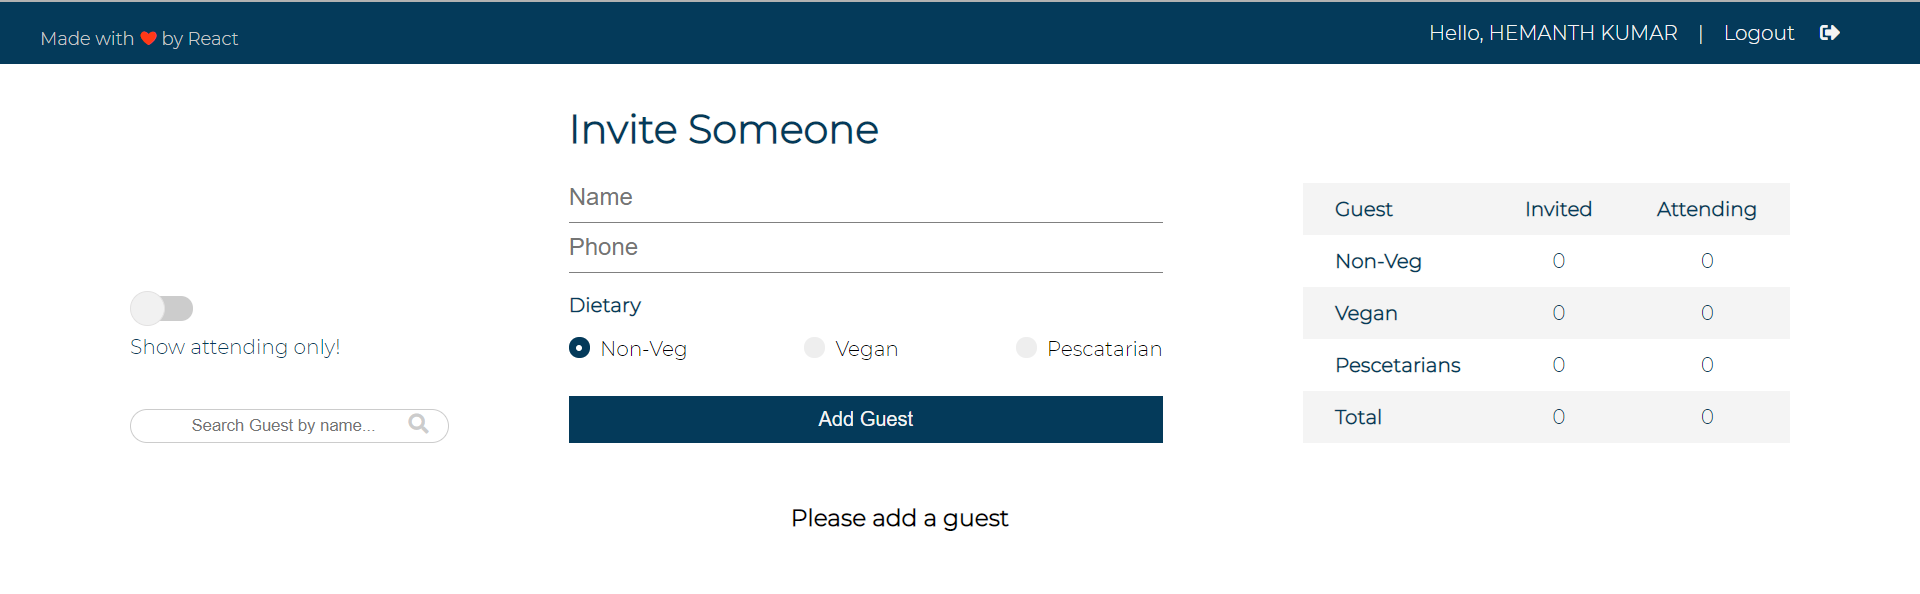 Made with ❤ by React
Hello, HEMANTH KUMAR | Logout
Invite Someone
Name
Phone
Dietary
Non-Veg Vegan Pescatarian
Add Guest
Please add a guest
Show attending only!
Search Guest by name...
Guest Invited Attending
Non-Veg 0 0
Vegan 0 0
Pescetarians 0 0
Total 0 0